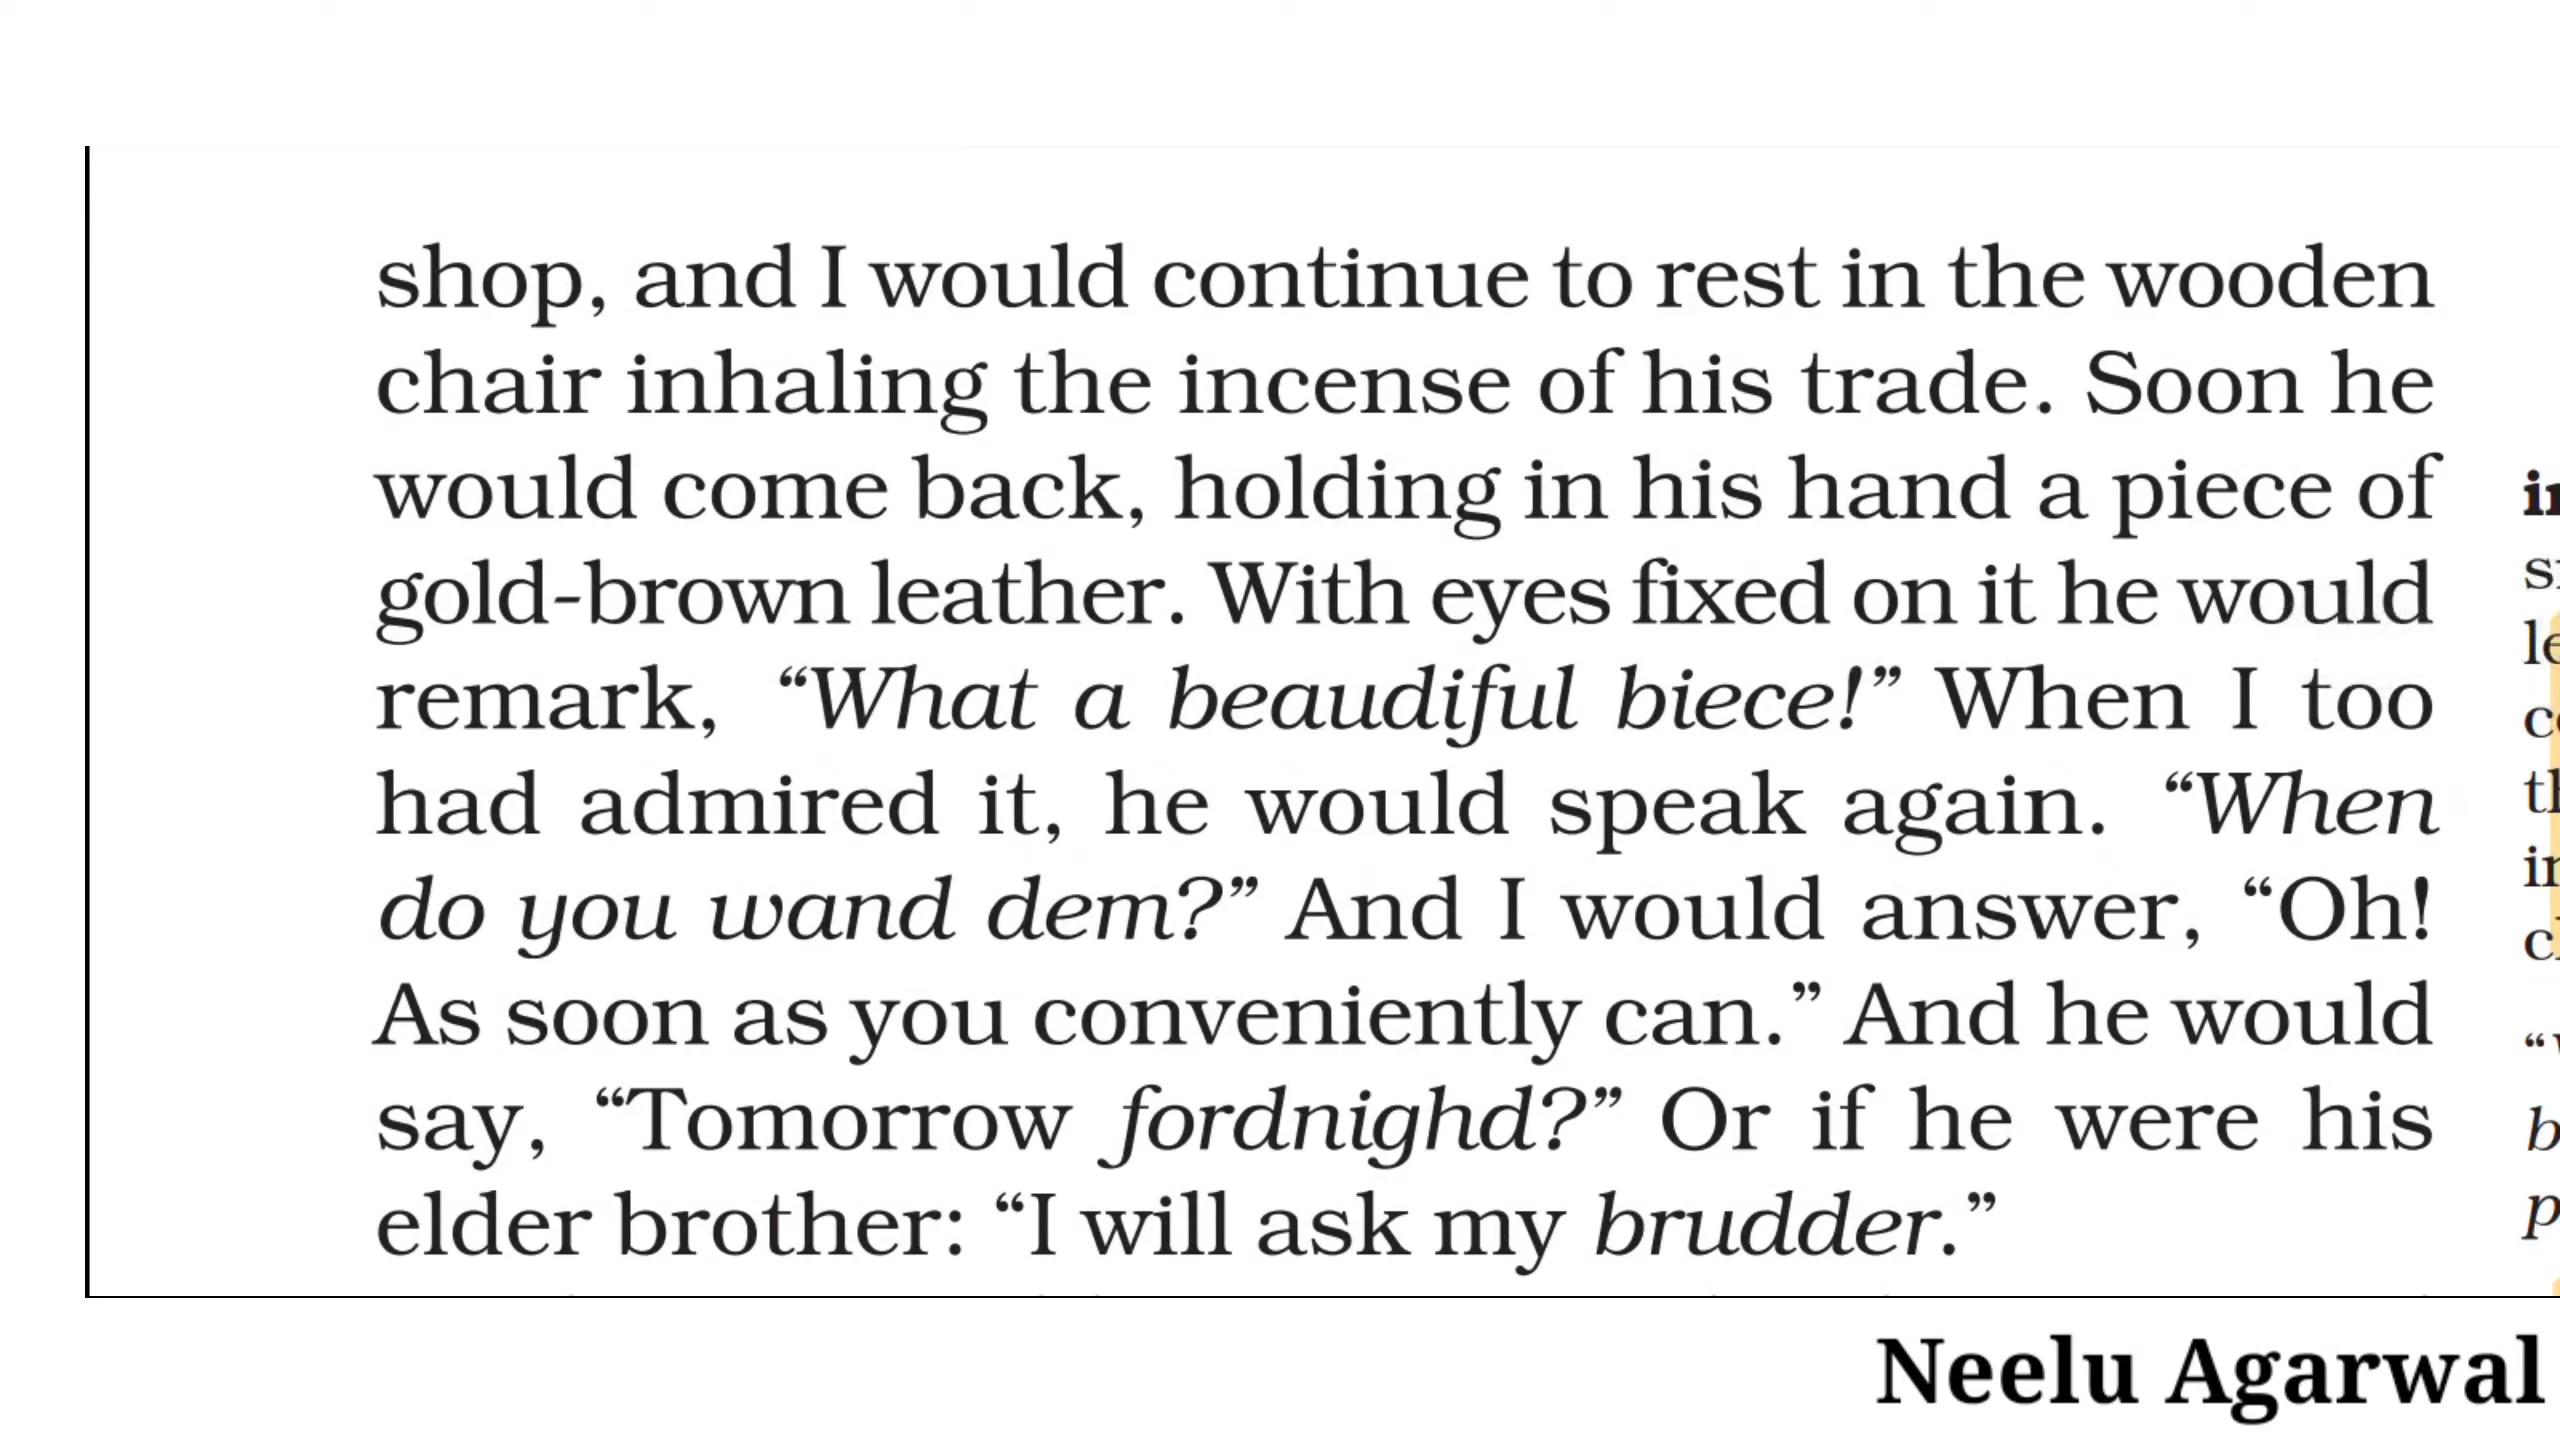 shop, and I would continue to rest in the wooden
chair inhaling the incense of his trade. Soon he
would come back, holding in his hand a piece of
gold-brown leather. With eyes fixed on it he would
remark, “What a beaudiful biece!” When I too
had admired it, he would speak again. “When
do you wand dem?” And I would answer, “Oh!
As soon as you conveniently can.” And he would
say, “Tomorrow fordnighd?” Or if he were his
elder brother: “I will ask my brudder.”
Neelu Agarwal